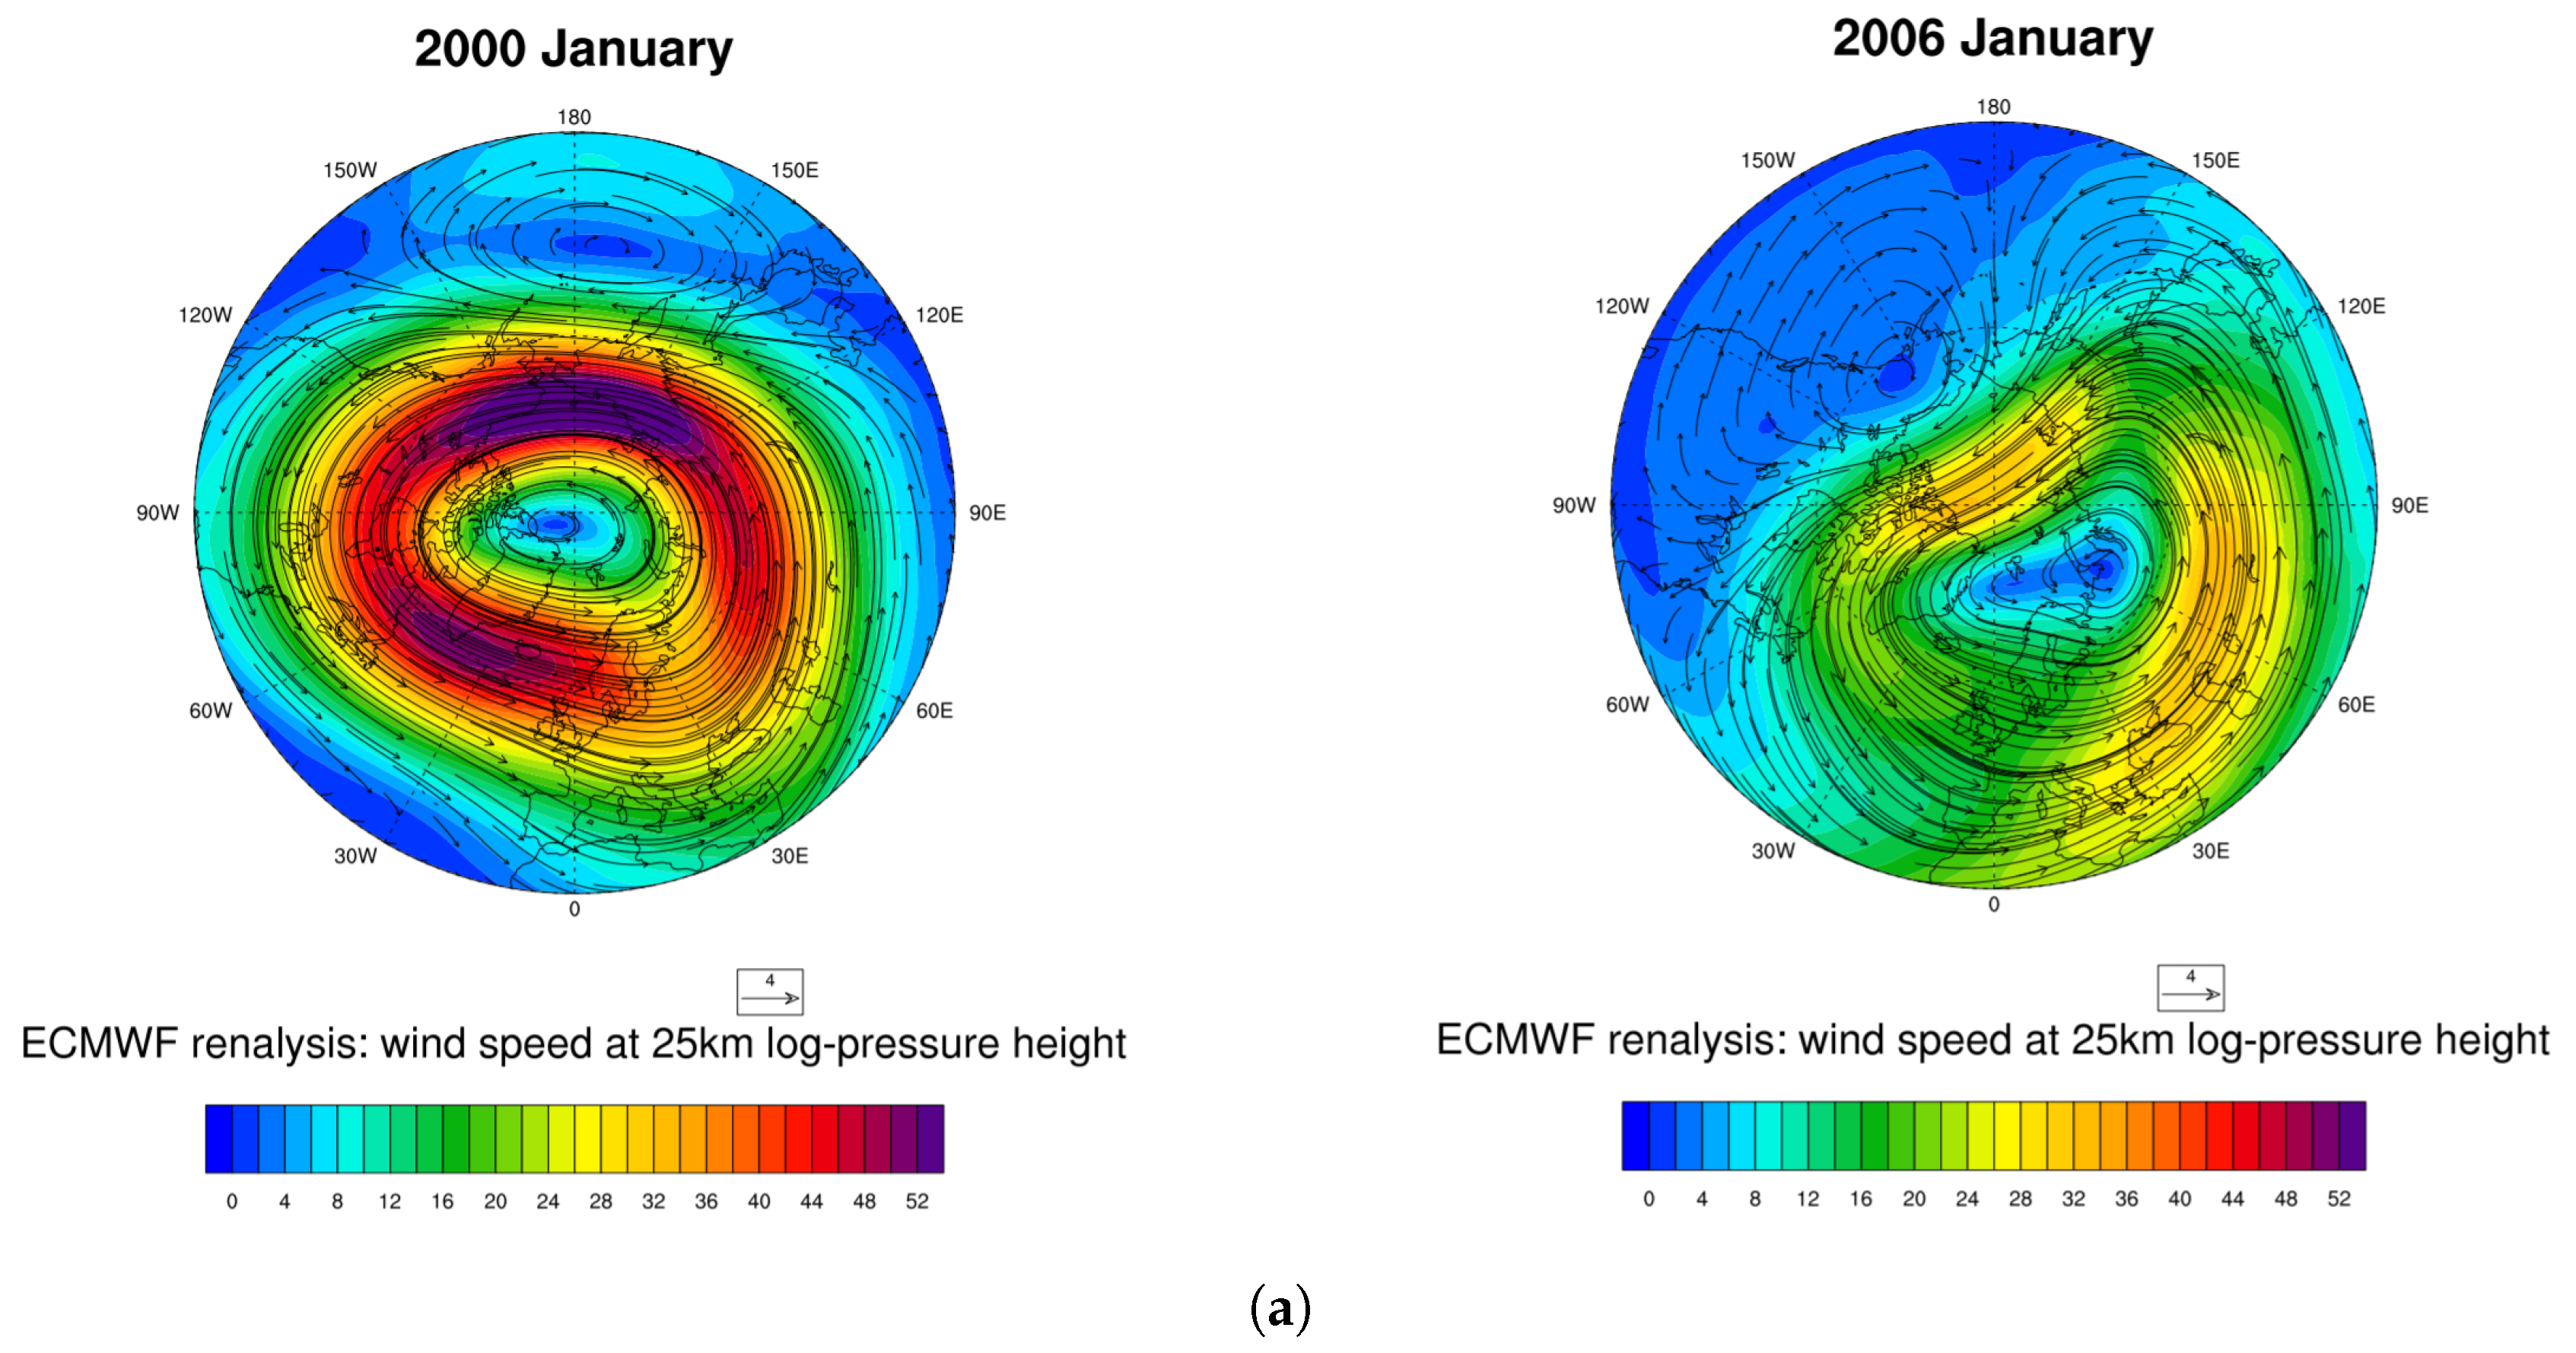 2000 January
180
150W
150E
120W
120E
90W
90E
60W
60E
30W
30E
0
4
ECMWF renalysis: wind speed at 25km log-pressure height
0 4 8 12 16 20 24 28 32 36 40 44 48 52
2006 January
180
150W
150E
120W
120E
90W
90E
60W
60E
30W
30E
0
4
ECMWF renalysis: wind speed at 25km log-pressure height
0 4 8 12 16 20 24 28 32 36 40 44 48 52
(a)